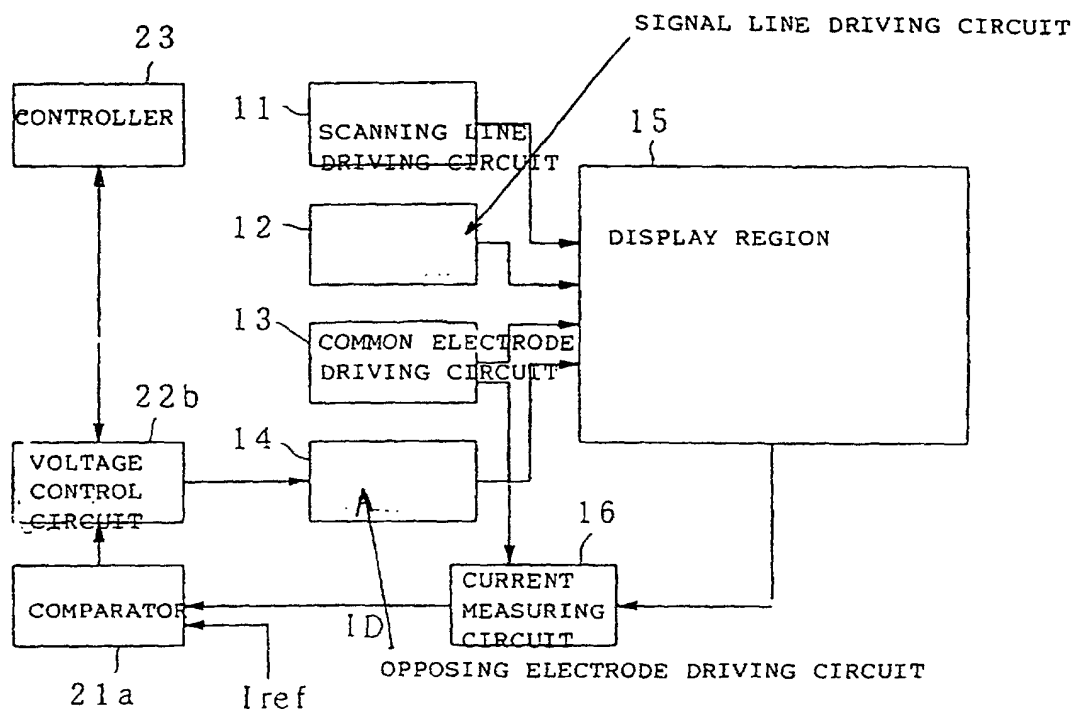 SIGNAL LINE DRIVING CIRCUIT
23
CONTROLLER
11
SCANNING LINE
DRIVING CIRCUIT
15
DISPLAY REGION
12
13
COMMON ELECTRODE
DRIVING CIRCUIT
22b
VOLTAGE
CONTROL
CIRCUIT
14
16
CURRENT
MEASURING
CIRCUIT
COMPARATOR
ID
OPPOSING ELECTRODE DRIVING CIRCUIT
21a
Iref